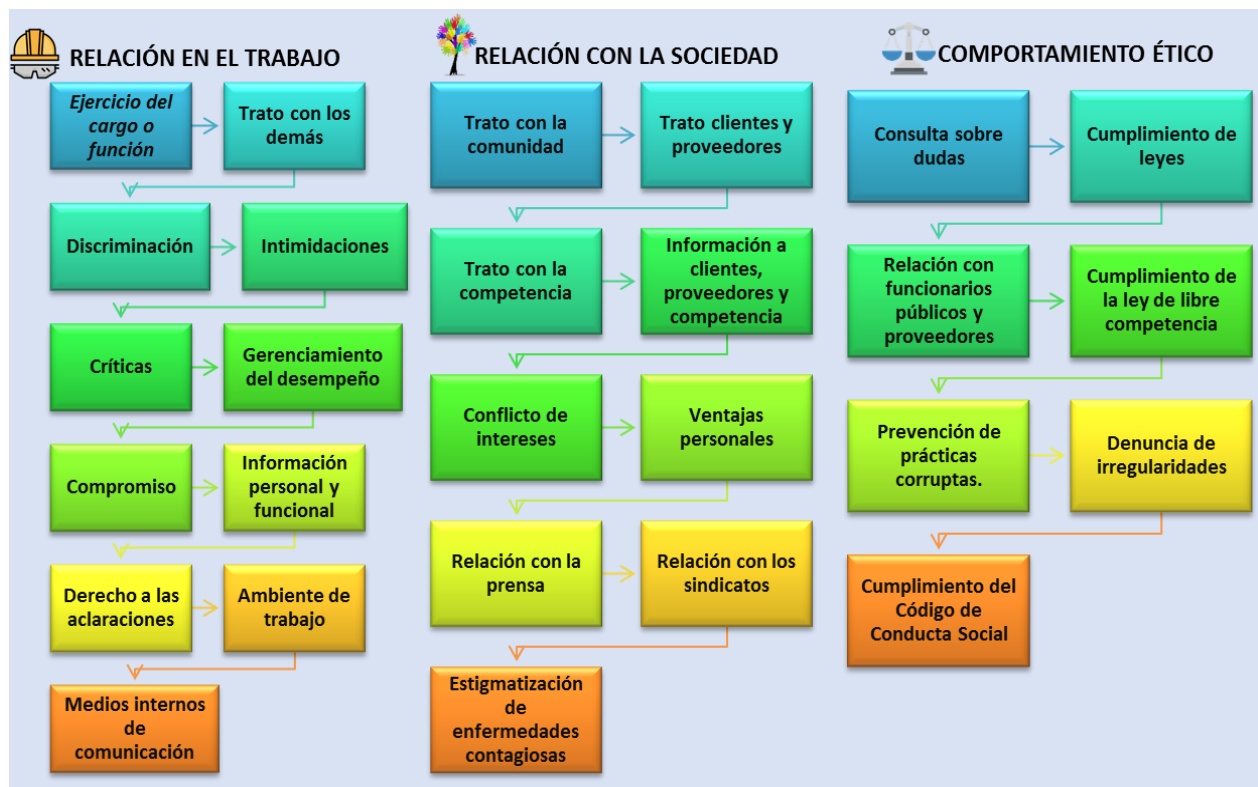 RELACIÓN EN EL TRABAJO
Ejercicio del
cargo o
función
Trato con los
demás
Discriminación
Intimidaciones
Críticas
Gerenciamiento
del desempeño
Compromiso
Información
personal y
funcional
Derecho a las
aclaraciones
Ambiente de
trabajo
Medios internos
de
comunicación
RELACIÓN CON LA SOCIEDAD
Trato con la
comunidad
Trato clientes y
proveedores
Trato con la
competencia
Información a
clientes,
proveedores y
competencia
Conflicto de
intereses
Ventajas
personales
Relación con la
prensa
Relación con los
sindicatos
Estigmatización
de
enfermedades
contagiosas
COMPORTAMIENTO ÉTICO
Consulta sobre
dudas
Cumplimiento de
leyes
Relación con
funcionarios
públicos y
proveedores
Cumplimiento de
la ley de libre
competencia
Prevención de
prácticas
corruptas.
Denuncia de
irregularidades
Cumplimiento del
Código de
Conducta Social